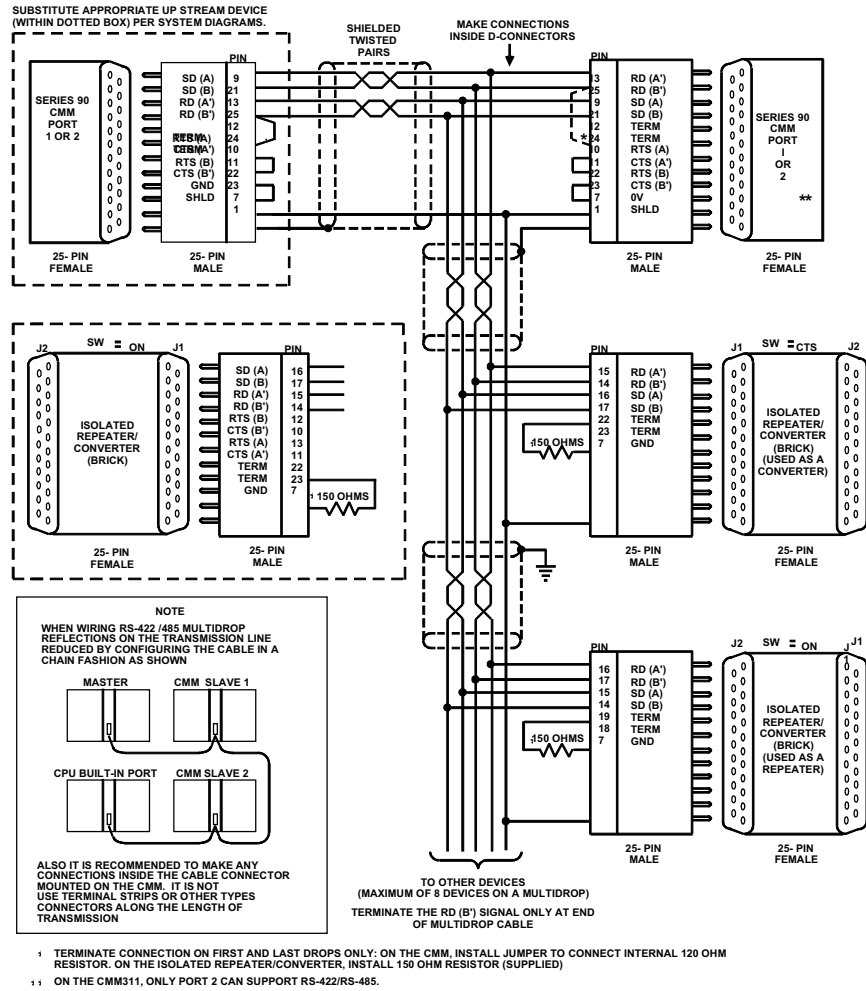 SUBSTITUTE APPROPRIATE UP STREAM DEVICE
(WITHIN DOTTED BOX) PER SYSTEM DIAGRAMS.
SHIELDED
TWISTED
PAIRS
MAKE CONNECTIONS
INSIDE D-CONNECTORS
SERIES 90
CMM
PORT
1 OR 2
25- PIN
FEMALE
PIN
SD (A) 9
SD (B) 21
RD (A') 13
RD (B') 25
12
TERM 24
10
RTS (B) 11
CTS (B') 22
GND 23
SHLD 7
1
25- PIN
MALE
PIN
13 RD (A')
25 RD (B')
9 SD (A)
21 SD (B)
12 TERM
*24 TERM
10 RTS (A)
11 CTS (A')
22 RTS (B)
23 CTS (B')
7 0V
1 SHLD
25- PIN
MALE
SERIES 90
CMM
PORT
I
OR
2
**
25- PIN
FEMALE
J2 SW = ON J1
ISOLATED
REPEATER/
CONVERTER
(BRICK)
25- PIN
FEMALE
PIN
SD (A) 16
SD (B) 17
RD (A') 15
RD (B') 14
RTS (B) 12
CTS (B') 10
RTS (A) 13
CTS (A') 11
TERM 22
TERM 23
GND 7
150 OHMS
25- PIN
MALE
PIN
15 RD (A')
14 RD (B')
16 SD (A)
17 SD (B)
22 TERM
23 TERM
7 GND
150 OHMS
25- PIN
MALE
J1 SW = CTS J2
ISOLATED
REPEATER/
CONVERTER
(BRICK)
(USED AS A
CONVERTER)
25- PIN
FEMALE
PIN
16 RD (A')
17 RD (B')
15 SD (A)
14 SD (B)
19 TERM
18 TERM
7 GND
150 OHMS
25- PIN
MALE
J2 SW = ON J J1
1
ISOLATED
REPEATER/
CONVERTER
(BRICK)
(USED AS A
REPEATER)
25- PIN
FEMALE
NOTE
WHEN WIRING RS-422 /485 MULTIDROP
REFLECTIONS ON THE TRANSMISSION LINE
REDUCED BY CONFIGURING THE CABLE IN A
CHAIN FASHION AS SHOWN
MASTER CMM SLAVE 1
CPU BUILT-IN PORT CMM SLAVE 2
ALSO IT IS RECOMMENDED TO MAKE ANY
CONNECTIONS INSIDE THE CABLE CONNECTOR
MOUNTED ON THE CMM. IT IS NOT
USE TERMINAL STRIPS OR OTHER TYPES
CONNECTORS ALONG THE LENGTH OF
TRANSMISSION
TO OTHER DEVICES
(MAXIMUM OF 8 DEVICES ON A MULTIDROP)
TERMINATE THE RD (B') SIGNAL ONLY AT END
OF MULTIDROP CABLE
TERMINATE CONNECTION ON FIRST AND LAST DROPS ONLY: ON THE CMM, INSTALL JUMPER TO CONNECT INTERNAL 120 OHM
RESISTOR. ON THE ISOLATED REPEATER/CONVERTER, INSTALL 150 OHM RESISTOR (SUPPLIED)
ON THE CMM311, ONLY PORT 2 CAN SUPPORT RS-422/RS-485.